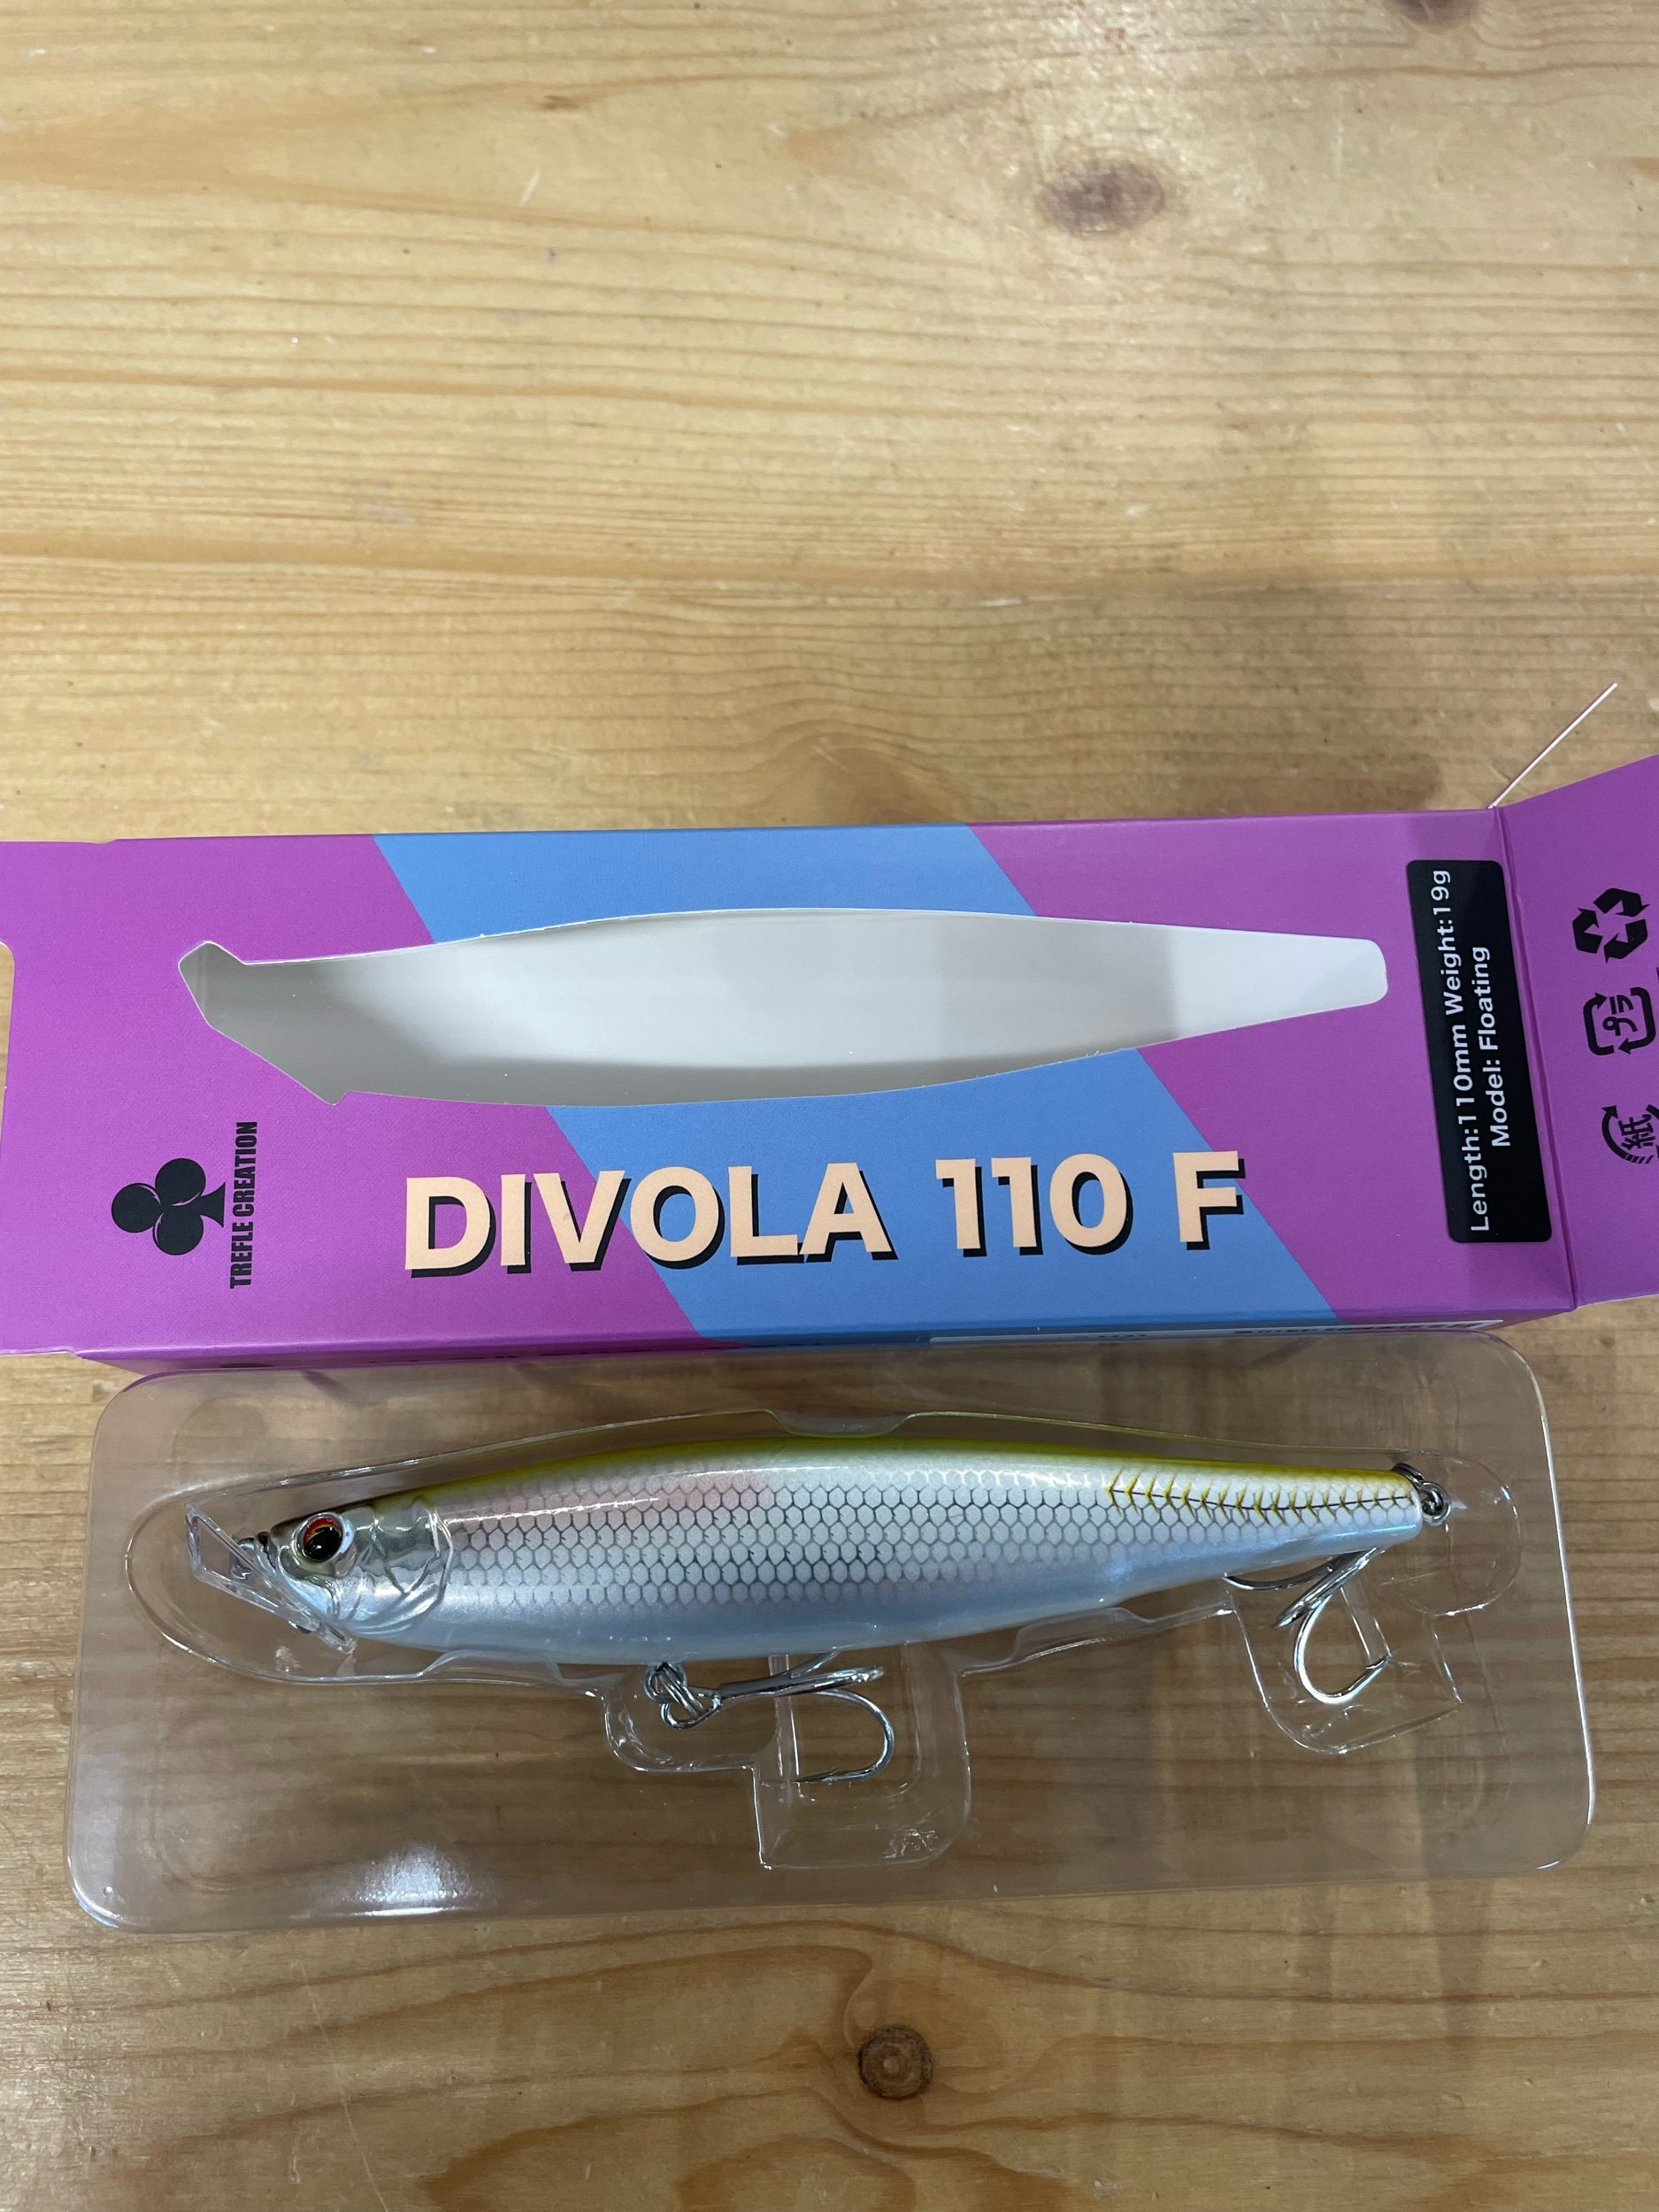 TREFLE CREATION
DIVOLA 110 F
Length:110mm Weight:19g
Model: Floating
プラ
紙